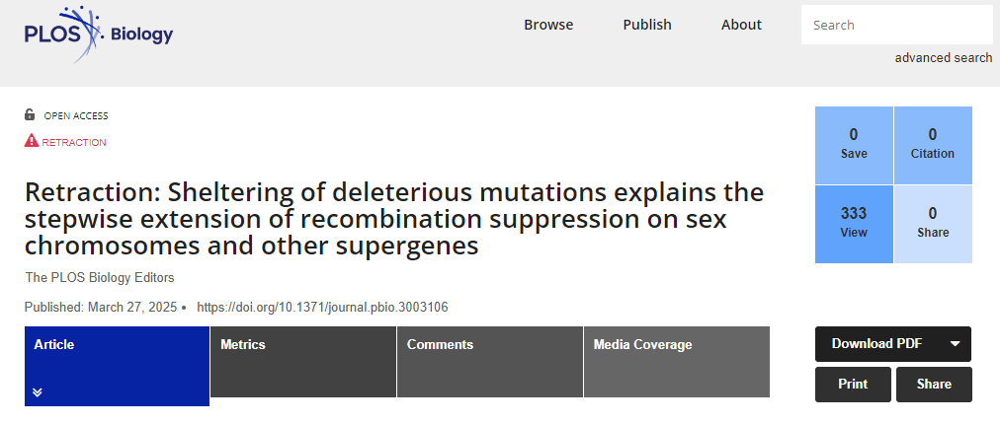 PLOS Biology
Browse
Publish
About
Search
advanced search
OPEN ACCESS
RETRACTION
Retraction: Sheltering of deleterious mutations explains the
stepwise extension of recombination suppression on sex
chromosomes and other supergenes
The PLOS Biology Editors
Published: March 27, 2025 • https://doi.org/10.1371/journal.pbio.3003106
0
Save
0
Citation
333
View
0
Share
Article
Metrics
Comments
Media Coverage
Download PDF
Print
Share